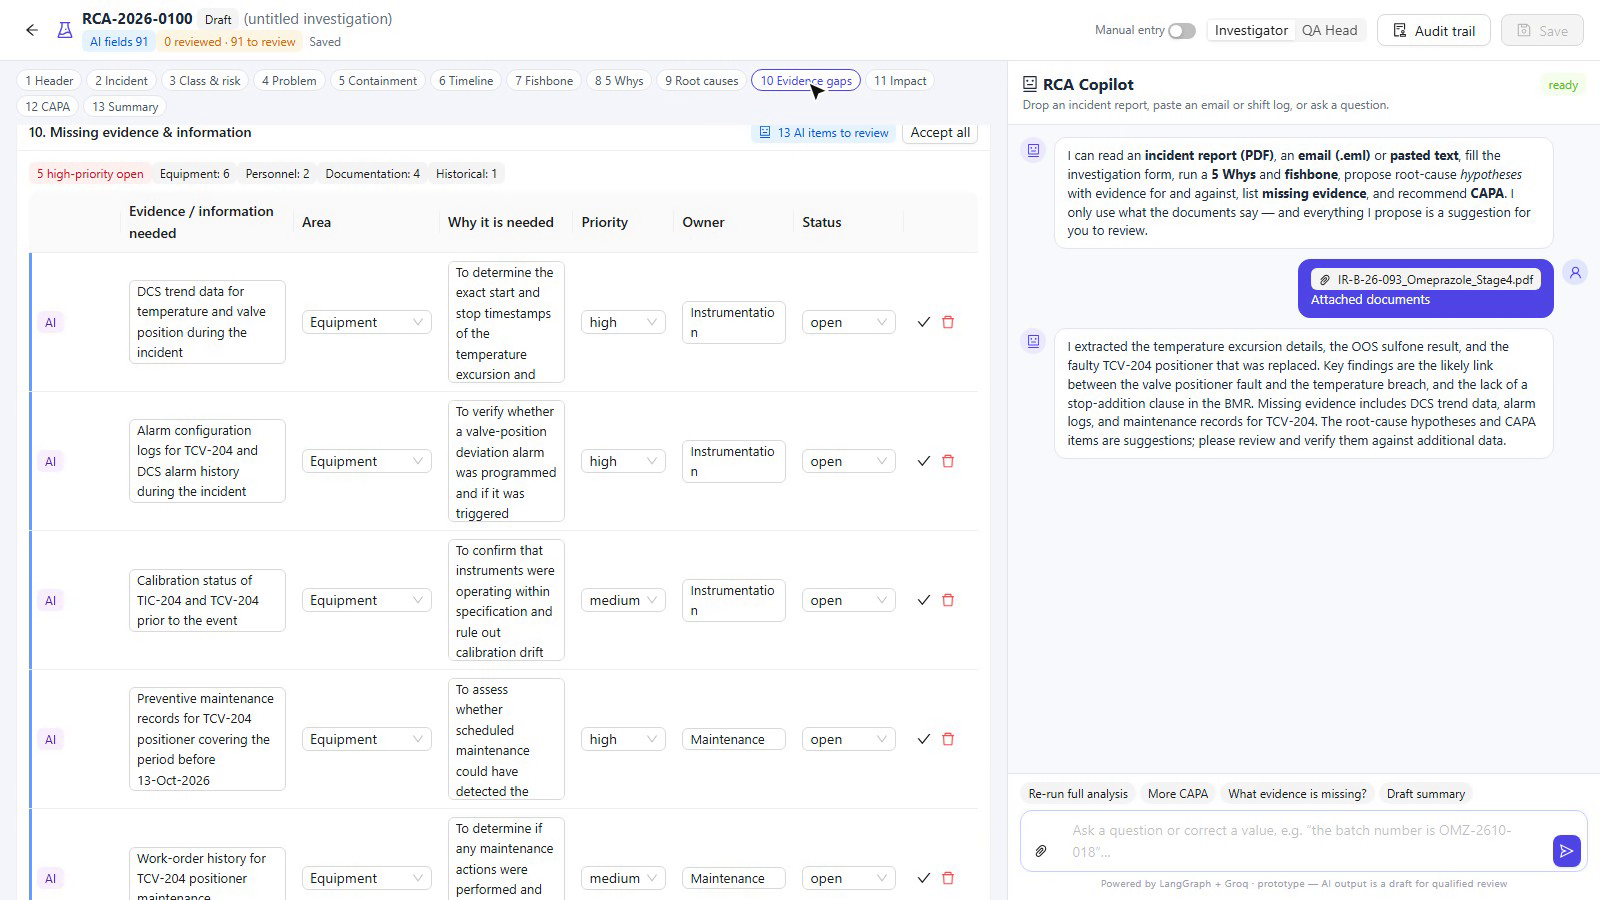 RCA-2026-0100 Draft (untitled investigation)
AI fields 91 0 reviewed · 91 to review Saved
Manual entry Investigator QA Head Audit trail Save
1 Header 2 Incident 3 Class & risk 4 Problem 5 Containment 6 Timeline 7 Fishbone 8 5 Whys 9 Root causes 10 Evidence gaps 11 Impact
12 CAPA 13 Summary
10. Missing evidence & information 13 AI items to review Accept all
5 high-priority open Equipment: 6 Personnel: 2 Documentation: 4 Historical: 1
Evidence / information
needed
Area Why it is needed Priority Owner Status
AI
DCS trend data for
temperature and valve
position during the
incident
Equipment
To determine the
exact start and
stop timestamps
of the
temperature
excursion and
high
Instrumentatio
n
open
AI
Alarm configuration
logs for TCV-204 and
DCS alarm history
during the incident
Equipment
To verify whether
a valve-position
deviation alarm
was programmed
and if it was
triggered
high
Instrumentatio
n
open
AI
Calibration status of
TIC-204 and TCV-204
prior to the event
Equipment
To confirm that
instruments were
operating within
specification and
rule out
calibration drift
medium
Instrumentatio
n
open
AI
Preventive maintenance
records for TCV-204
positioner covering the
period before
13-Oct-2026
Equipment
To assess
whether
scheduled
maintenance
could have
detected the
high
Maintenance
open
AI
Work-order history for
TCV-204 positioner
maintenance
Equipment
To determine if
any maintenance
actions were
performed and
medium
Maintenance
open
RCA Copilot ready
Drop an incident report, paste an email or shift log, or ask a question.
I can read an incident report (PDF), an email (.eml) or pasted text, fill the
investigation form, run a 5 Whys and fishbone, propose root-cause hypotheses
with evidence for and against, list missing evidence, and recommend CAPA. I
only use what the documents say — and everything I propose is a suggestion for
you to review.
IR-B-26-093_Omeprazole_Stage4.pdf
Attached documents
I extracted the temperature excursion details, the OOS sulfone result, and the
faulty TCV-204 positioner that was replaced. Key findings are the likely link
between the valve positioner fault and the temperature breach, and the lack of a
stop-addition clause in the BMR. Missing evidence includes DCS trend data, alarm
logs, and maintenance records for TCV-204. The root-cause hypotheses and CAPA
items are suggestions; please review and verify them against additional data.
Re-run full analysis More CAPA What evidence is missing? Draft summary
Ask a question or correct a value, e.g. "the batch number is OMZ-2610-
018"…
Powered by LangGraph + Groq · prototype — AI output is a draft for qualified review